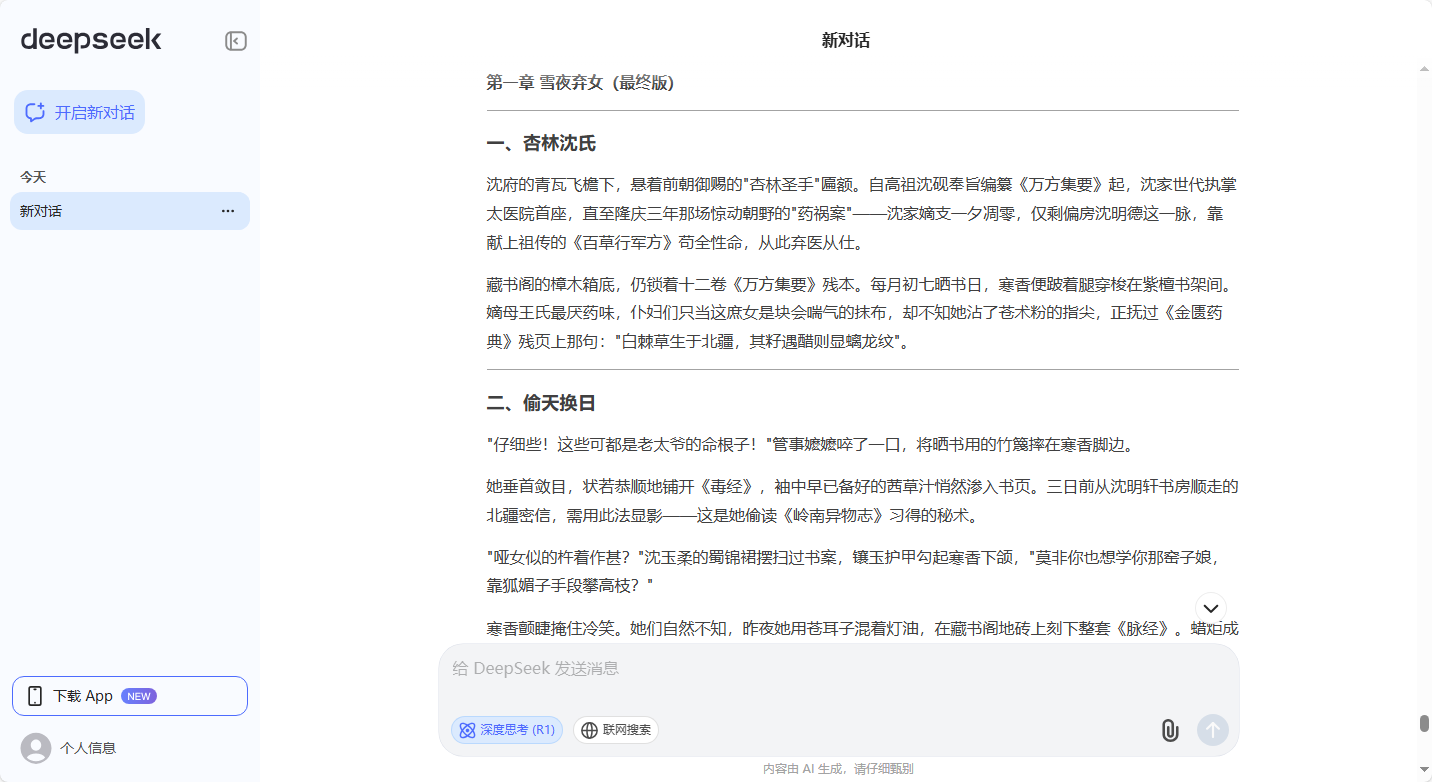 deepseek
开启新对话
今天
新对话
下载 App NEW
个人信息
新对话
第一章 雪夜弃女（最终版）
一、杏林沈氏
沈府的青瓦飞檐下，悬着前朝御赐的"杏林圣手"匾额。自高祖沈砚奉旨编纂《万方集要》起，沈家世代执掌
太医院首座，直至隆庆三年那场惊动朝野的"药祸案"——沈家嫡支一夕凋零，仅剩偏房沈明德这一脉，靠
献上祖传的《百草行军方》苟全性命，从此弃医从仕。
藏书阁的樟木箱底，仍锁着十二卷《万方集要》残本。每月初七晒书日，寒香便跛着腿穿梭在紫檀书架间。
嫡母王氏最厌药味，仆妇们只当这庶女是块会喘气的抹布，却不知她沾了苍术粉的指尖，正抚过《金匮药
典》残页上那句："白棘草生于北疆，其籽遇醋则显螭龙纹"。
二、偷天换日
"仔细些！这些可都是老太爷的命根子！"管事嬷嬷啐了一口，将晒书用的竹篾摔在寒香脚边。
她垂首敛目，状若恭顺地铺开《毒经》，袖中早已备好的茜草汁悄然渗入书页。三日前从沈明轩书房顺走的
北疆密信，需用此法显影——这是她偷读《岭南异物志》习得的秘术。
"哑女似的杵着作甚？"沈玉柔的蜀锦裙摆扫过书案，镶玉护甲勾起寒香下颌，"莫非你也想学你那窑子娘，
靠狐媚子手段攀高枝？"
寒香颤睫掩住冷笑。她们自然不知，昨夜她用苍耳子混着灯油，在藏书阁地砖上刻下整套《脉经》。蜡炬成
给 DeepSeek 发送消息
深度思考 (R1) 联网搜索
内容由 AI 生成，请仔细甄别